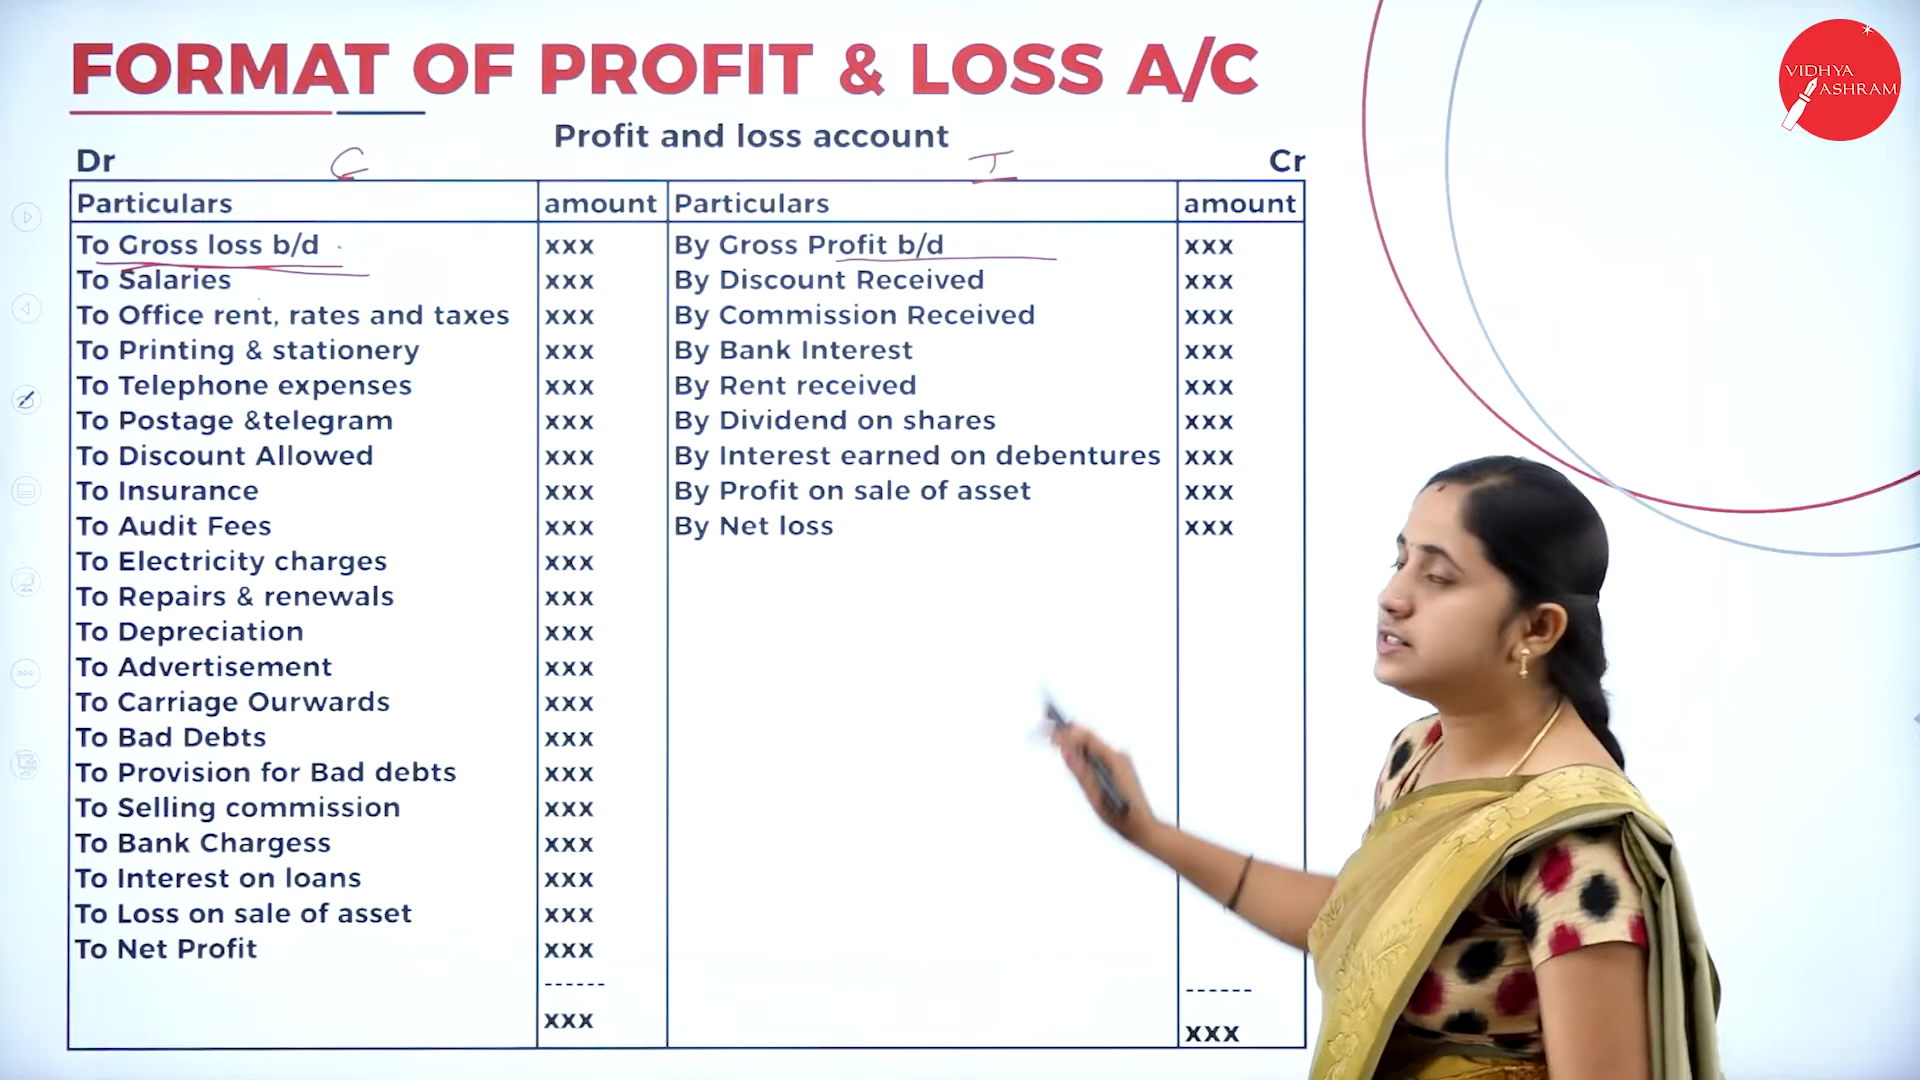 FORMAT OF PROFIT & LOSS A/C
VIDHYA
ASHRAM
Profit and loss account
Dr
Cr
Particulars amount Particulars amount
To Gross loss b/d xxx By Gross Profit b/d xxx
To Salaries xxx By Discount Received xxx
To Office rent, rates and taxes xxx By Commission Received xxx
To Printing & stationery xxx By Bank Interest xxx
To Telephone expenses xxx By Rent received xxx
To Postage &telegram xxx By Dividend on shares xxx
To Discount Allowed xxx By Interest earned on debentures xxx
To Insurance xxx By Profit on sale of asset xxx
To Audit Fees xxx By Net loss xxx
To Electricity charges xxx
To Repairs & renewals xxx
To Depreciation xxx
To Advertisement xxx
To Carriage Ourwards xxx
To Bad Debts xxx
To Provision for Bad debts xxx
To Selling commission xxx
To Bank Chargess xxx
To Interest on loans xxx
To Loss on sale of asset xxx
To Net Profit xxx
------ ------
xxx xxx